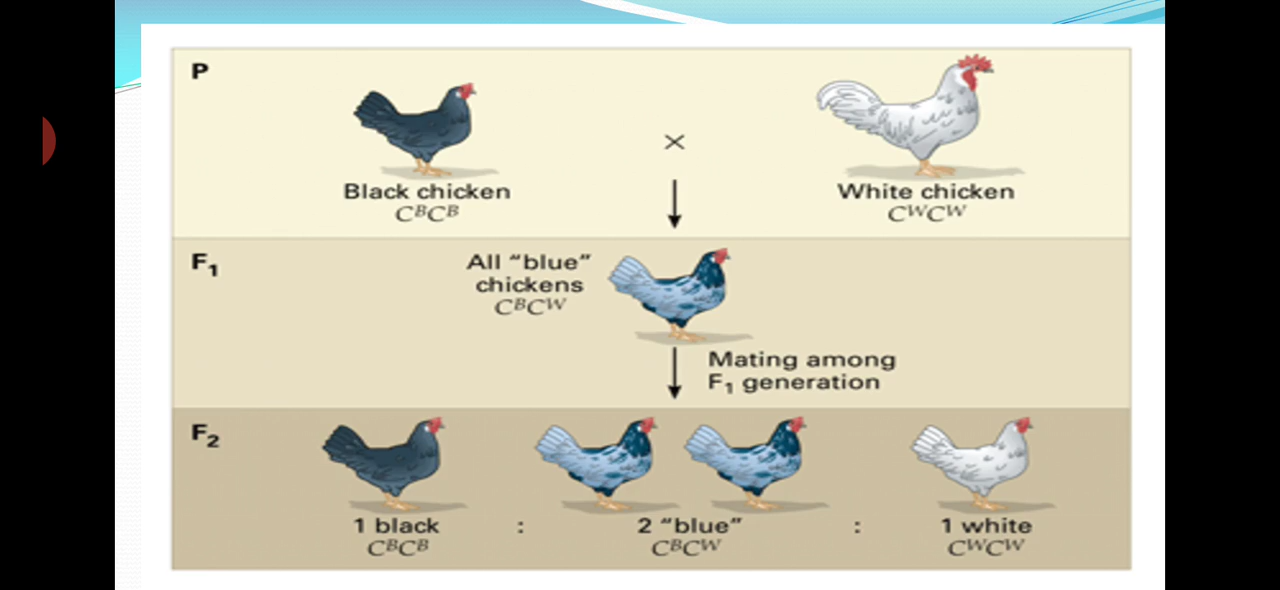 P
×
Black chicken
CᴮCᴮ
White chicken
CᵂCᵂ
F₁
All “blue”
chickens
CᴮCᵂ
Mating among
F₁ generation
F₂
1 black : 2 “blue” : 1 white
CᴮCᴮ CᴮCᵂ CᵂCᵂ